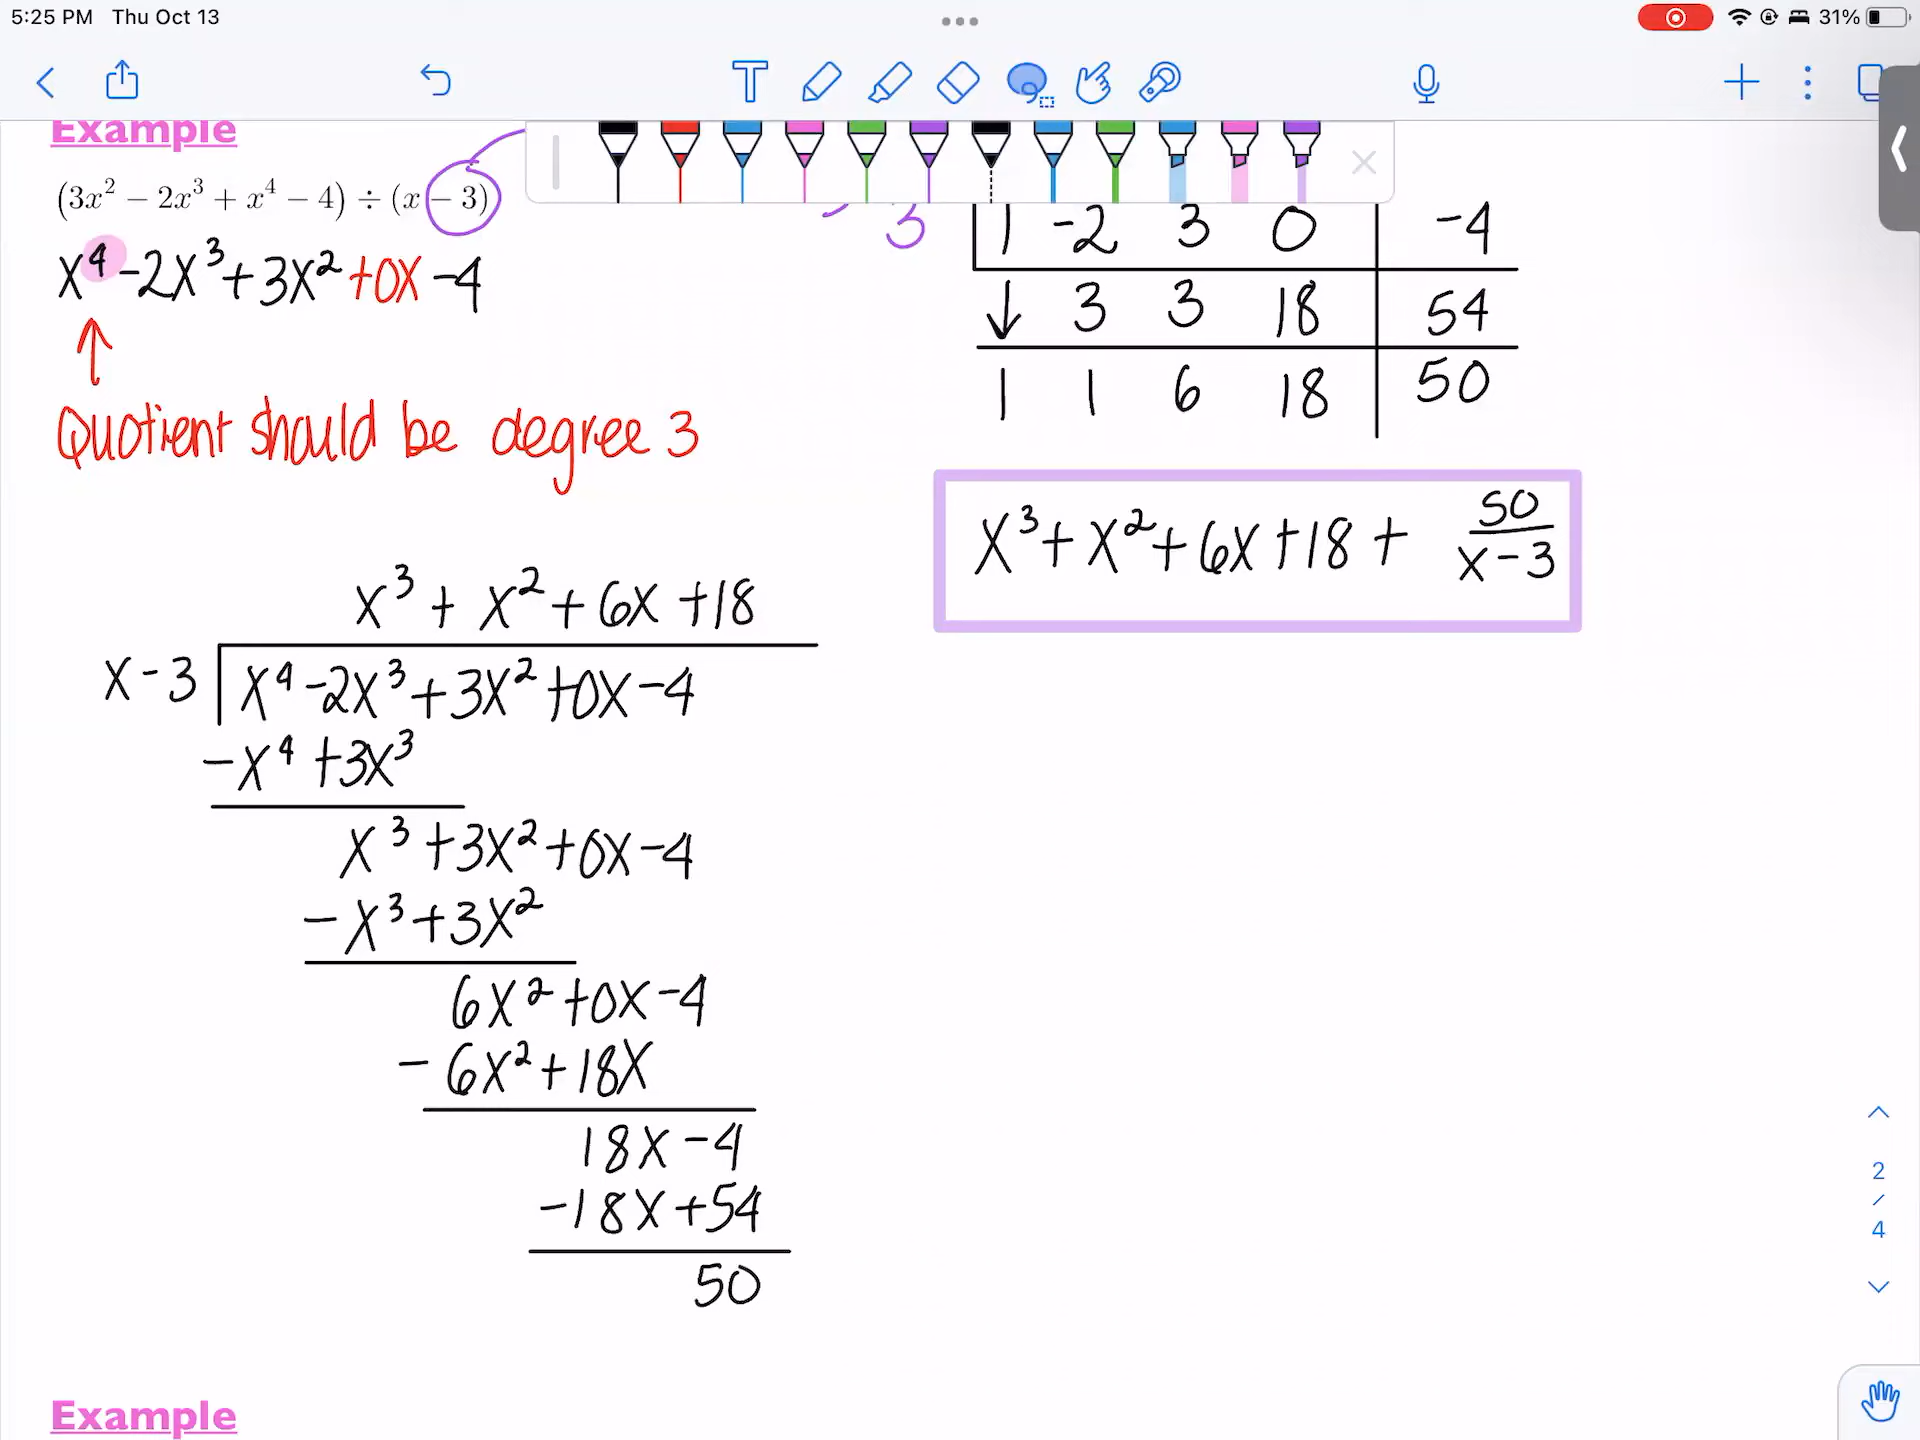 5:25 PM Thu Oct 13
31%
Example
(3x² − 2x³ + x⁴ − 4) ÷ (x − 3)
x⁴ -2x³ + 3x² +0x -4
Quotient should be degree 3
x³ + x² + 6x +18
x-3 x⁴ -2x³ +3x² +0x -4
-x⁴ +3x³
x³ +3x² +0x -4
-x³ +3x²
6x² +0x -4
- 6x² +18x
18x -4
-18x +54
50
3 1 -2 3 0 -4
↓ 3 3 18 54
1 1 6 18 50
x³ + x² + 6x +18 + 50/(x-3)
2
/
4
Example